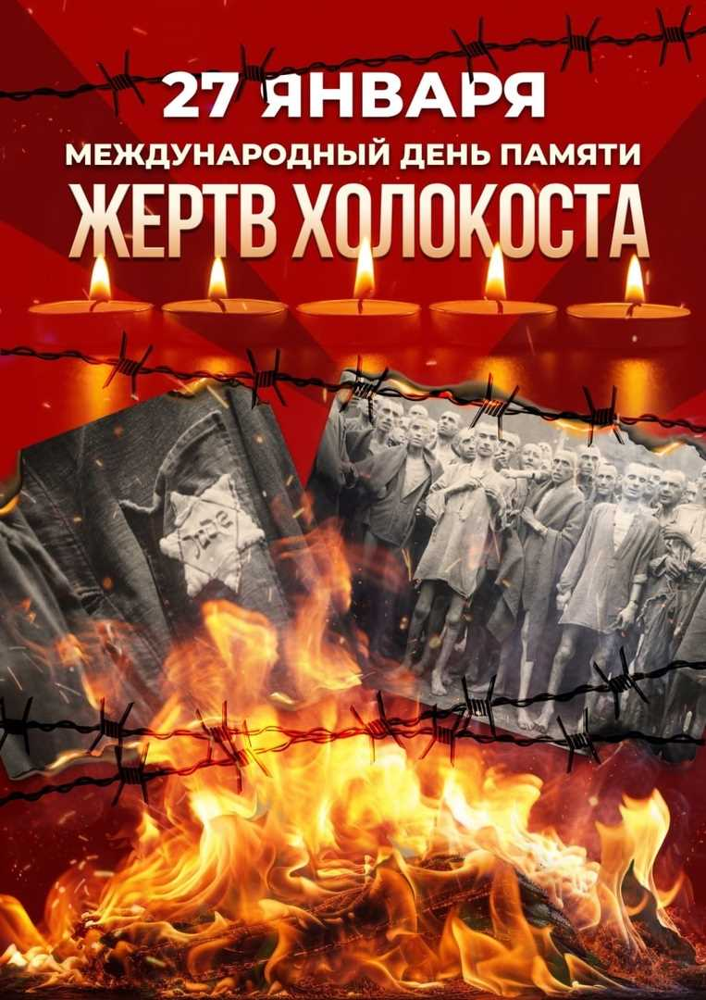 27 ЯНВАРЯ
МЕЖДУНАРОДНЫЙ ДЕНЬ ПАМЯТИ
ЖЕРТВ ХОЛОКОСТА